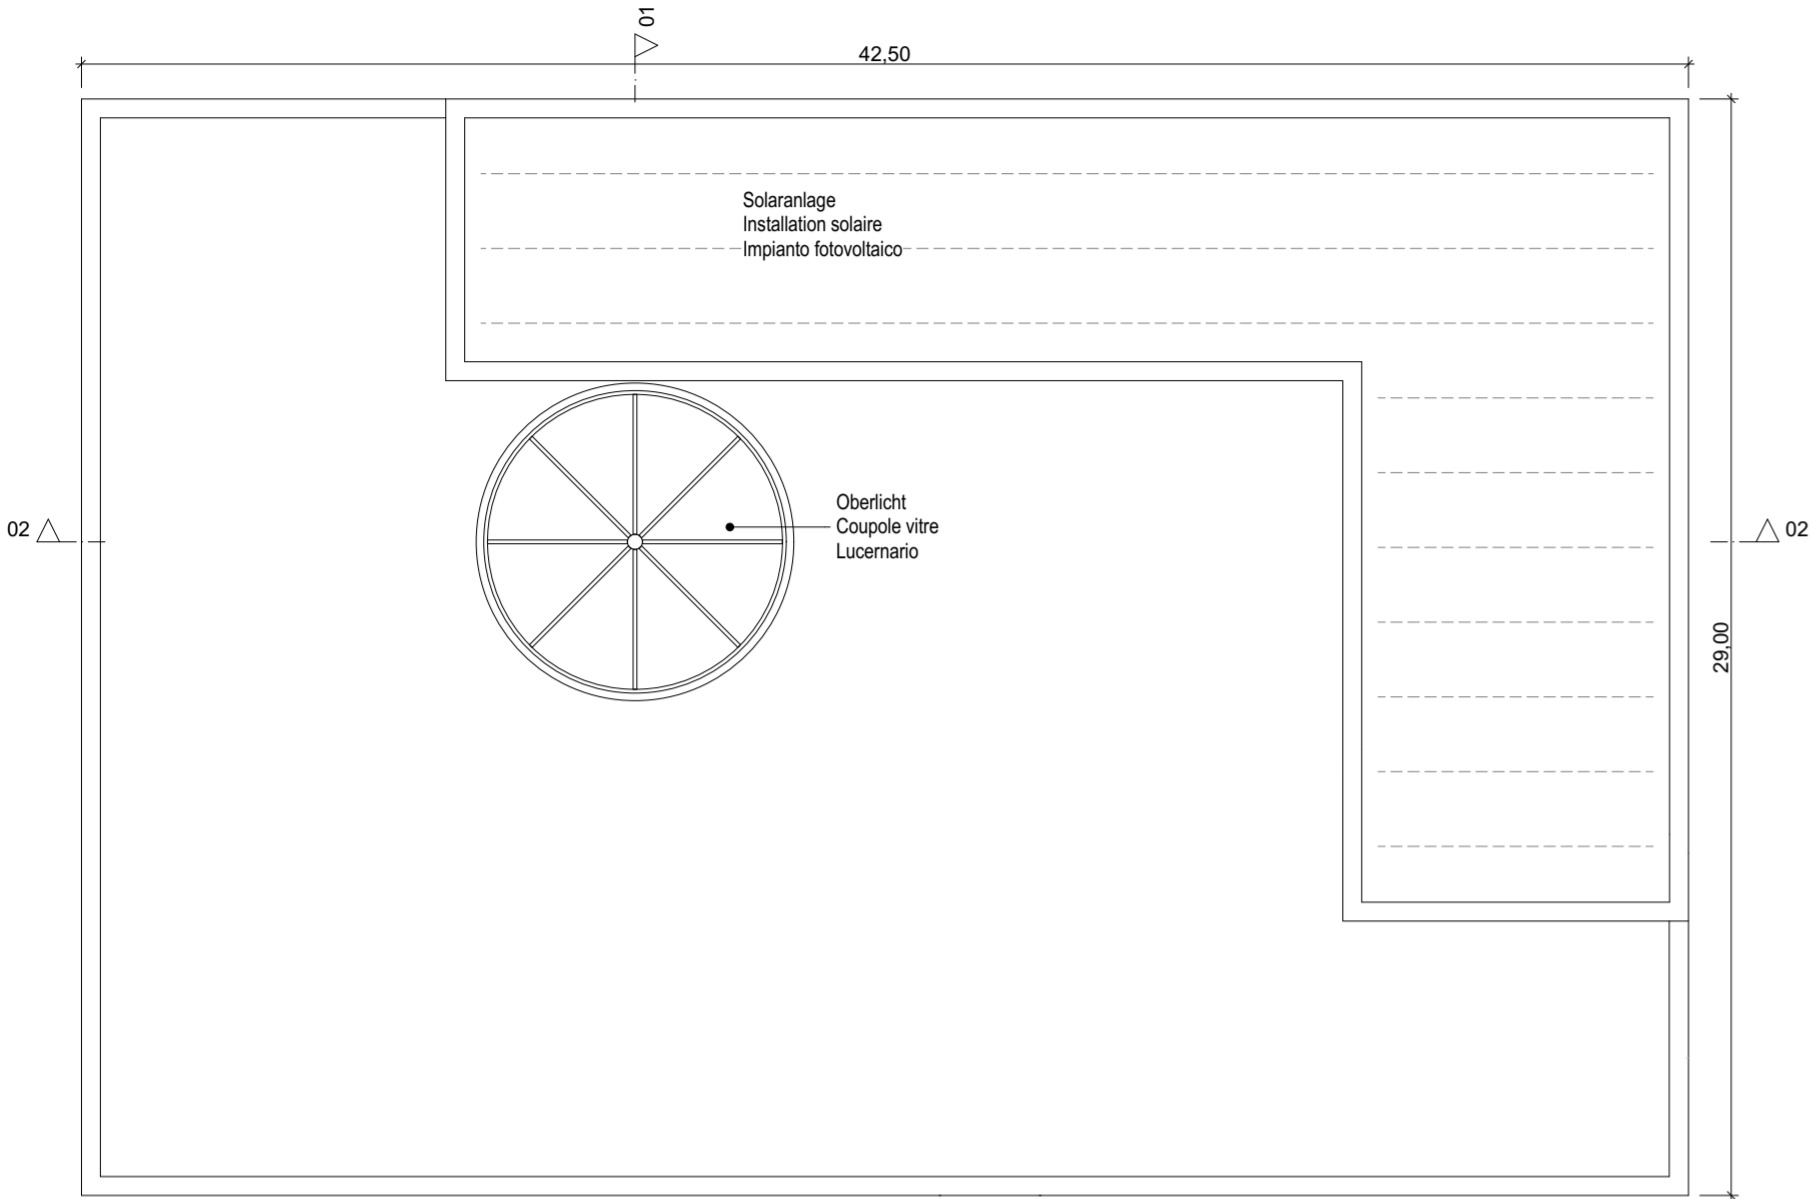 01
42,50
Solaranlage
Installation solaire
Impianto fotovoltaico
Oberlicht
Coupole vitre
Lucernario
02
02
29,00